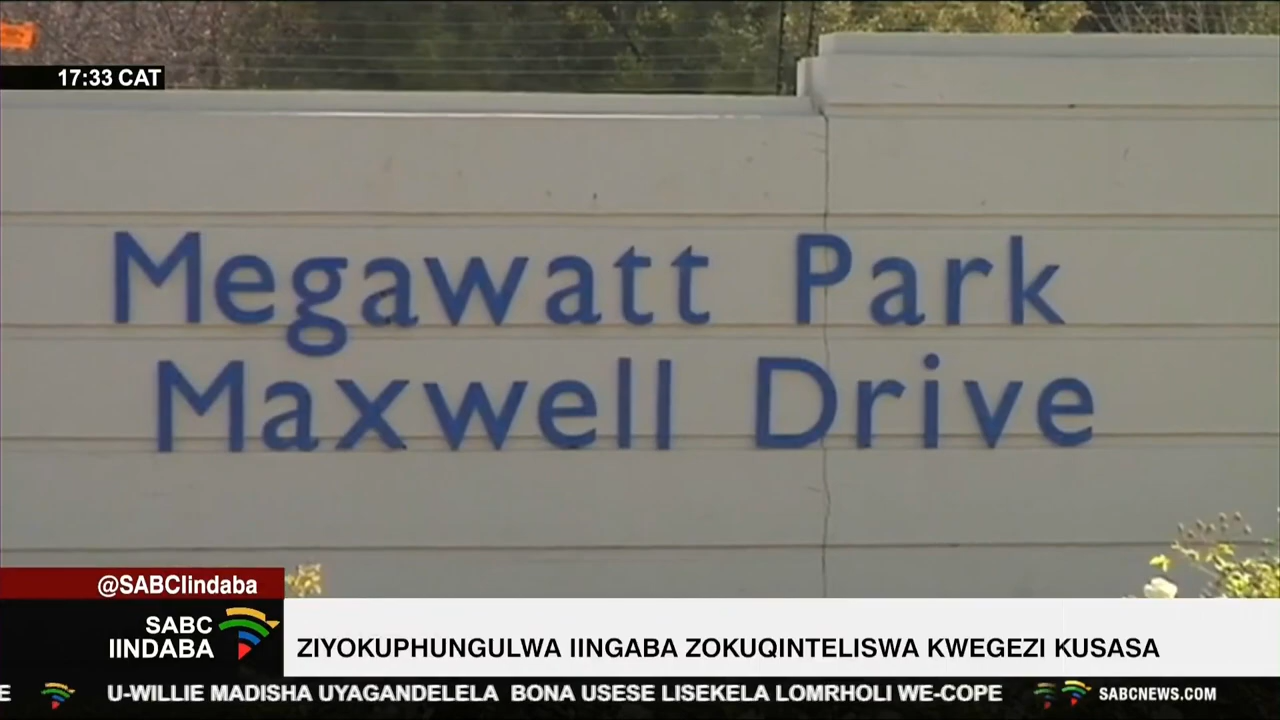 17:33 CAT
Megawatt Park
Maxwell Drive
@SABCIindaba
SABC
IINDABA
ZIYOKUPHUNGULWA IINGABA ZOKUQINTELISWA KWEGEZI KUSASA
E U-WILLIE MADISHA UYAGANDELELA BONA USESE LISEKELA LOMRHOLI WE-COPE SABCNEWS.COM